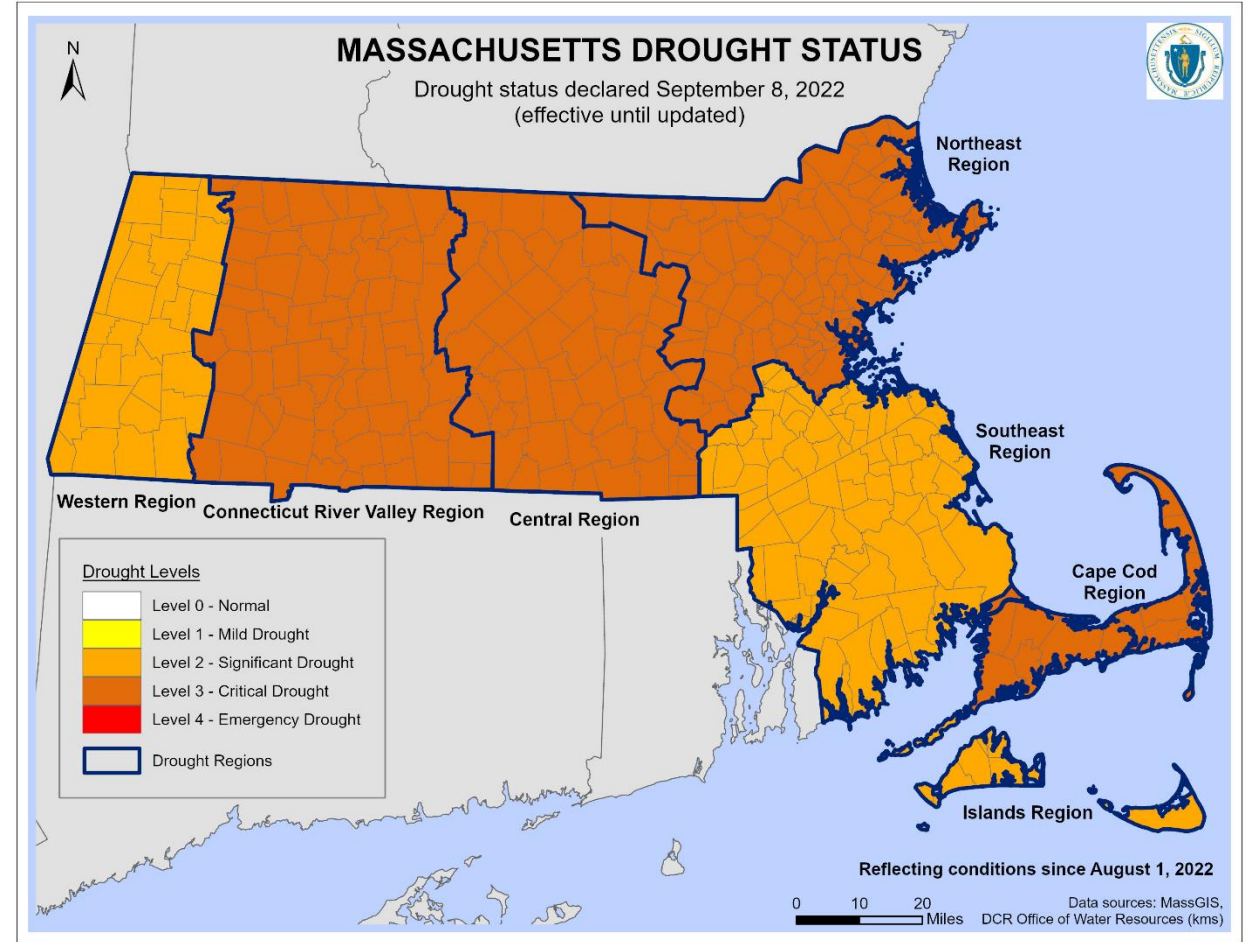 N
MASSACHUSETTS DROUGHT STATUS
Drought status declared September 8, 2022
(effective until updated)
Northeast
Region
Southeast
Region
Western Region
Connecticut River Valley Region
Central Region
Cape Cod
Region
Drought Levels
Level 0 - Normal
Level 1 - Mild Drought
Level 2 - Significant Drought
Level 3 - Critical Drought
Level 4 - Emergency Drought
Drought Regions
Islands Region
Reflecting conditions since August 1, 2022
0 10 20
Miles
Data sources: MassGIS,
DCR Office of Water Resources (kms)